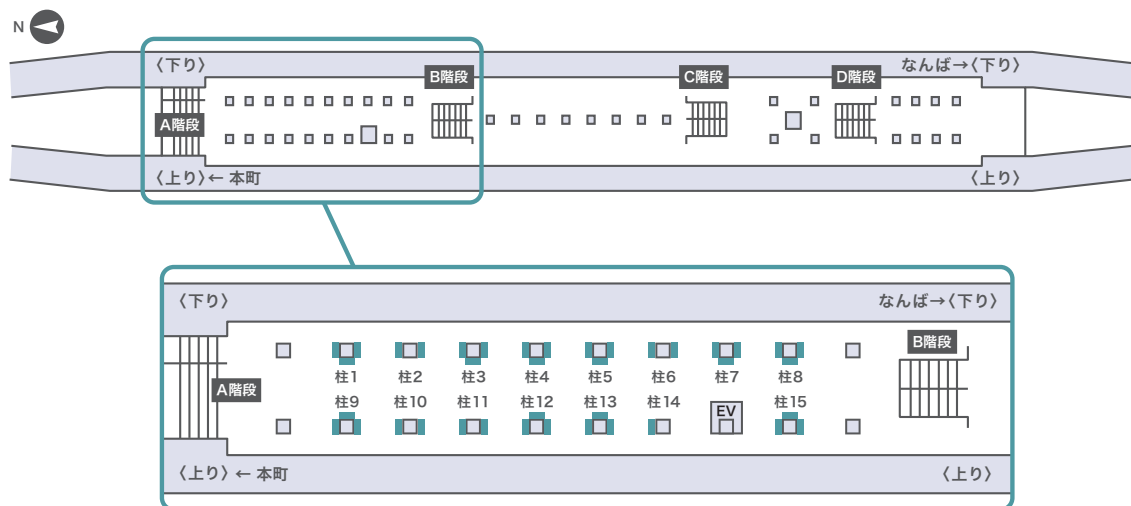 N
〈下り〉
なんば→〈下り〉
B階段
C階段
D階段
A階段
〈上り〉← 本町
〈上り〉
〈下り〉
なんば→〈下り〉
B階段
A階段
柱1 柱2 柱3 柱4 柱5 柱6 柱7 柱8
柱9 柱10 柱11 柱12 柱13 柱14 EV 柱15
〈上り〉← 本町
〈上り〉